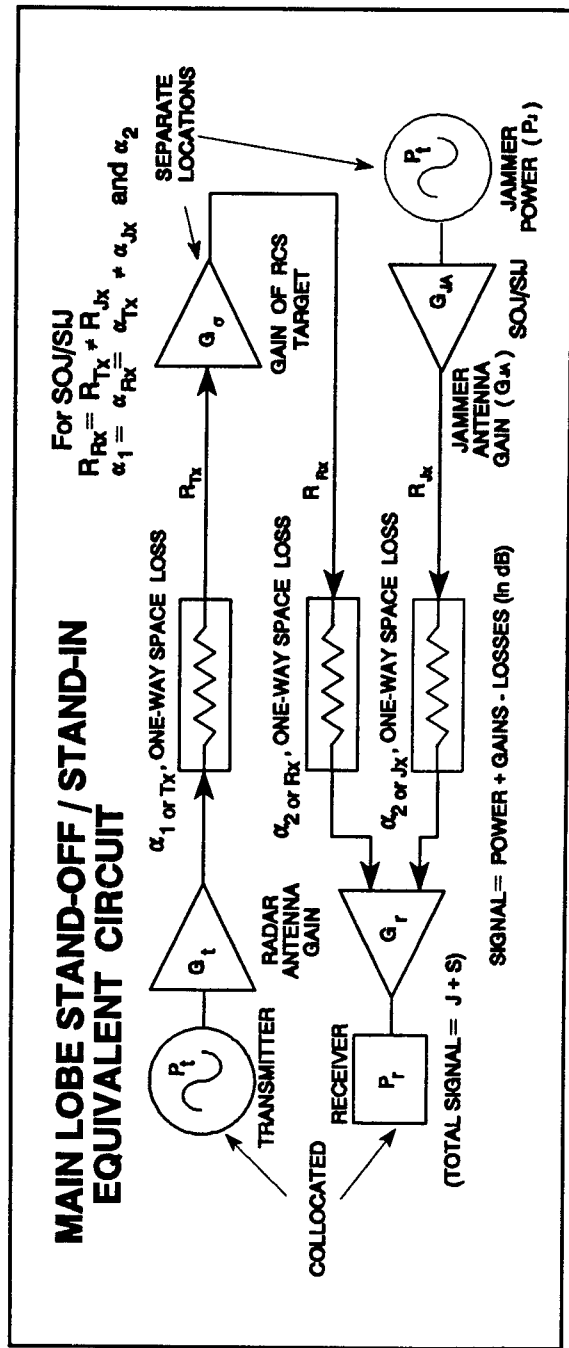 MAIN LOBE STAND-OFF / STAND-IN
EQUIVALENT CIRCUIT
For SOJ/SIJ
R_Rx = R_Tx ≠ R_Jx
α_1 = α_Rx = α_Tx ≠ α_Jx and α_2
P_t
TRANSMITTER
G_t
RADAR
ANTENNA
GAIN
α_1 or Tx, ONE-WAY SPACE LOSS
R_Tx
G_σ
GAIN OF RCS
TARGET
SEPARATE
LOCATIONS
COLLOCATED
α_2 or Rx, ONE-WAY SPACE LOSS
R_Rx
RECEIVER
P_r
G_r
(TOTAL SIGNAL = J + S)
α_2 or Jx, ONE-WAY SPACE LOSS
R_Jx
G_JA
JAMMER
ANTENNA
GAIN (G_JA)
SOJ/SIJ
P_t
JAMMER
POWER (P_J)
SIGNAL = POWER + GAINS - LOSSES (in dB)